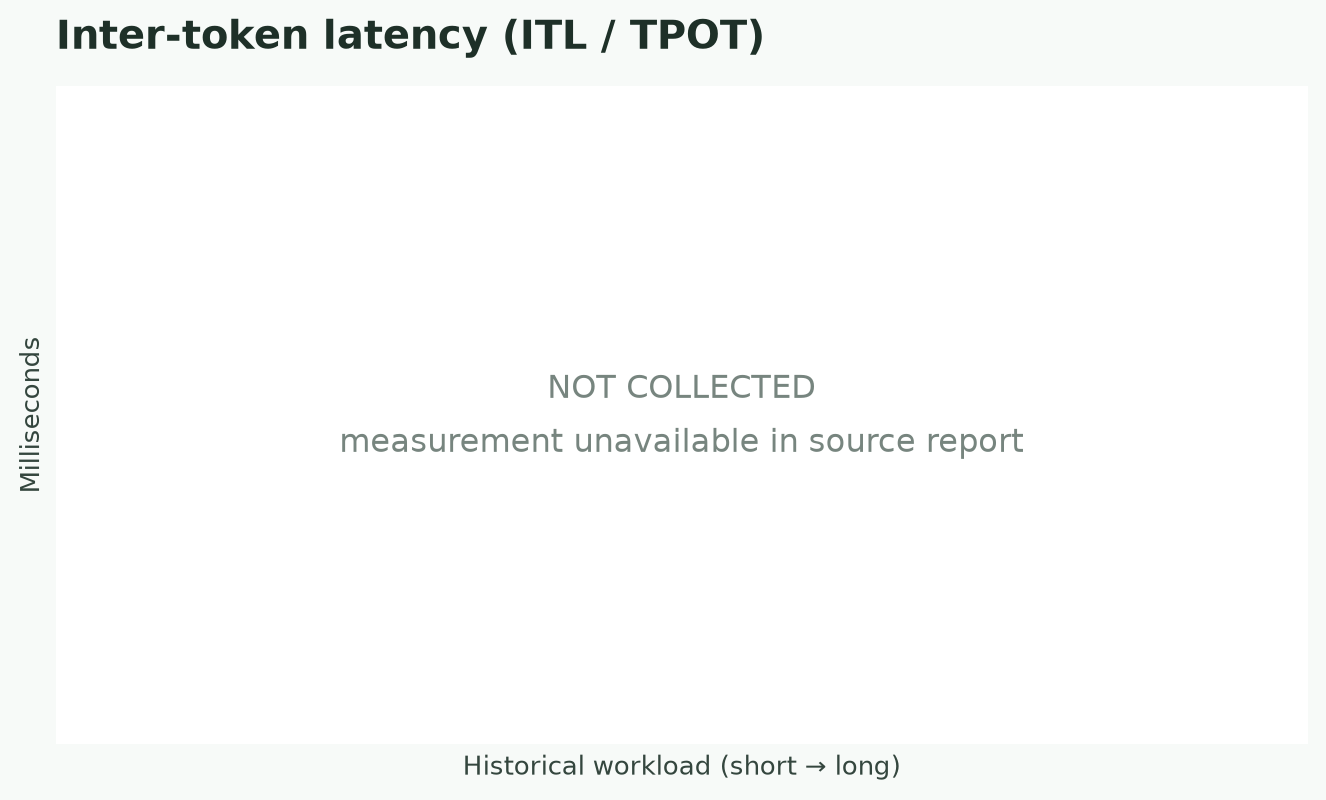 Inter-token latency (ITL / TPOT)
Milliseconds
NOT COLLECTED
measurement unavailable in source report
Historical workload (short → long)